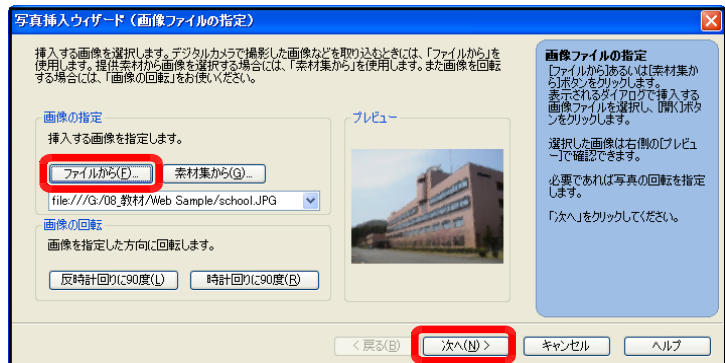 写真挿入ウィザード（画像ファイルの指定）
挿入する画像を選択します。デジタルカメラで撮影した画像などを取り込むときには、「ファイルから」を
使用します。提供素材から画像を選択する場合には、「素材集から」を使用します。また画像を回転
する場合には、「画像の回転」をお使いください。
画像の指定
挿入する画像を指定します。
ファイルから(F)... 素材集から(G)...
file:///G:/08_教材/Web Sample/school.JPG
画像の回転
画像を指定した方向に回転します。
反時計回りに90度(L) 時計回りに90度(R)
プレビュー
画像ファイルの指定
[ファイルから]あるいは[素材集か
ら]ボタンをクリックします。
表示されるダイアログで挿入する
画像ファイルを選択し、[開く]ボタ
ンをクリックします。
選択した画像は右側の[プレビュ
ー]で確認できます。
必要であれば写真の回転を指定
します。
「次へ」をクリックしてください。
< 戻る(B) 次へ(N) > キャンセル ヘルプ